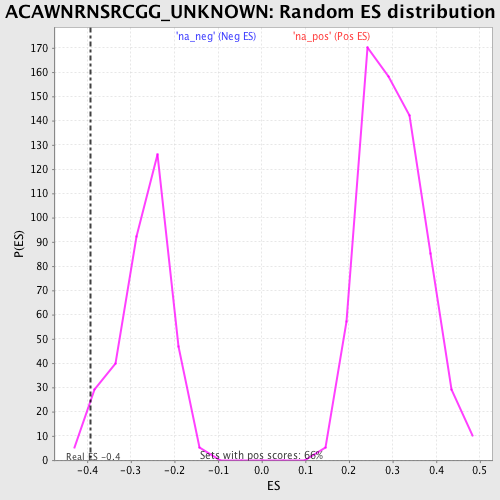 ACAWNRNSRCGG_UNKNOWN: Random ES distribution
'na_neg' (Neg ES) 'na_pos' (Pos ES)
170
160
150
140
130
120
110
100
90
80
70
60
50
40
30
20
10
0
P(ES)
Real ES -0.4
Sets with pos scores: 66%
-0.4 -0.3 -0.2 -0.1 0.0 0.1 0.2 0.3 0.4 0.5
ES